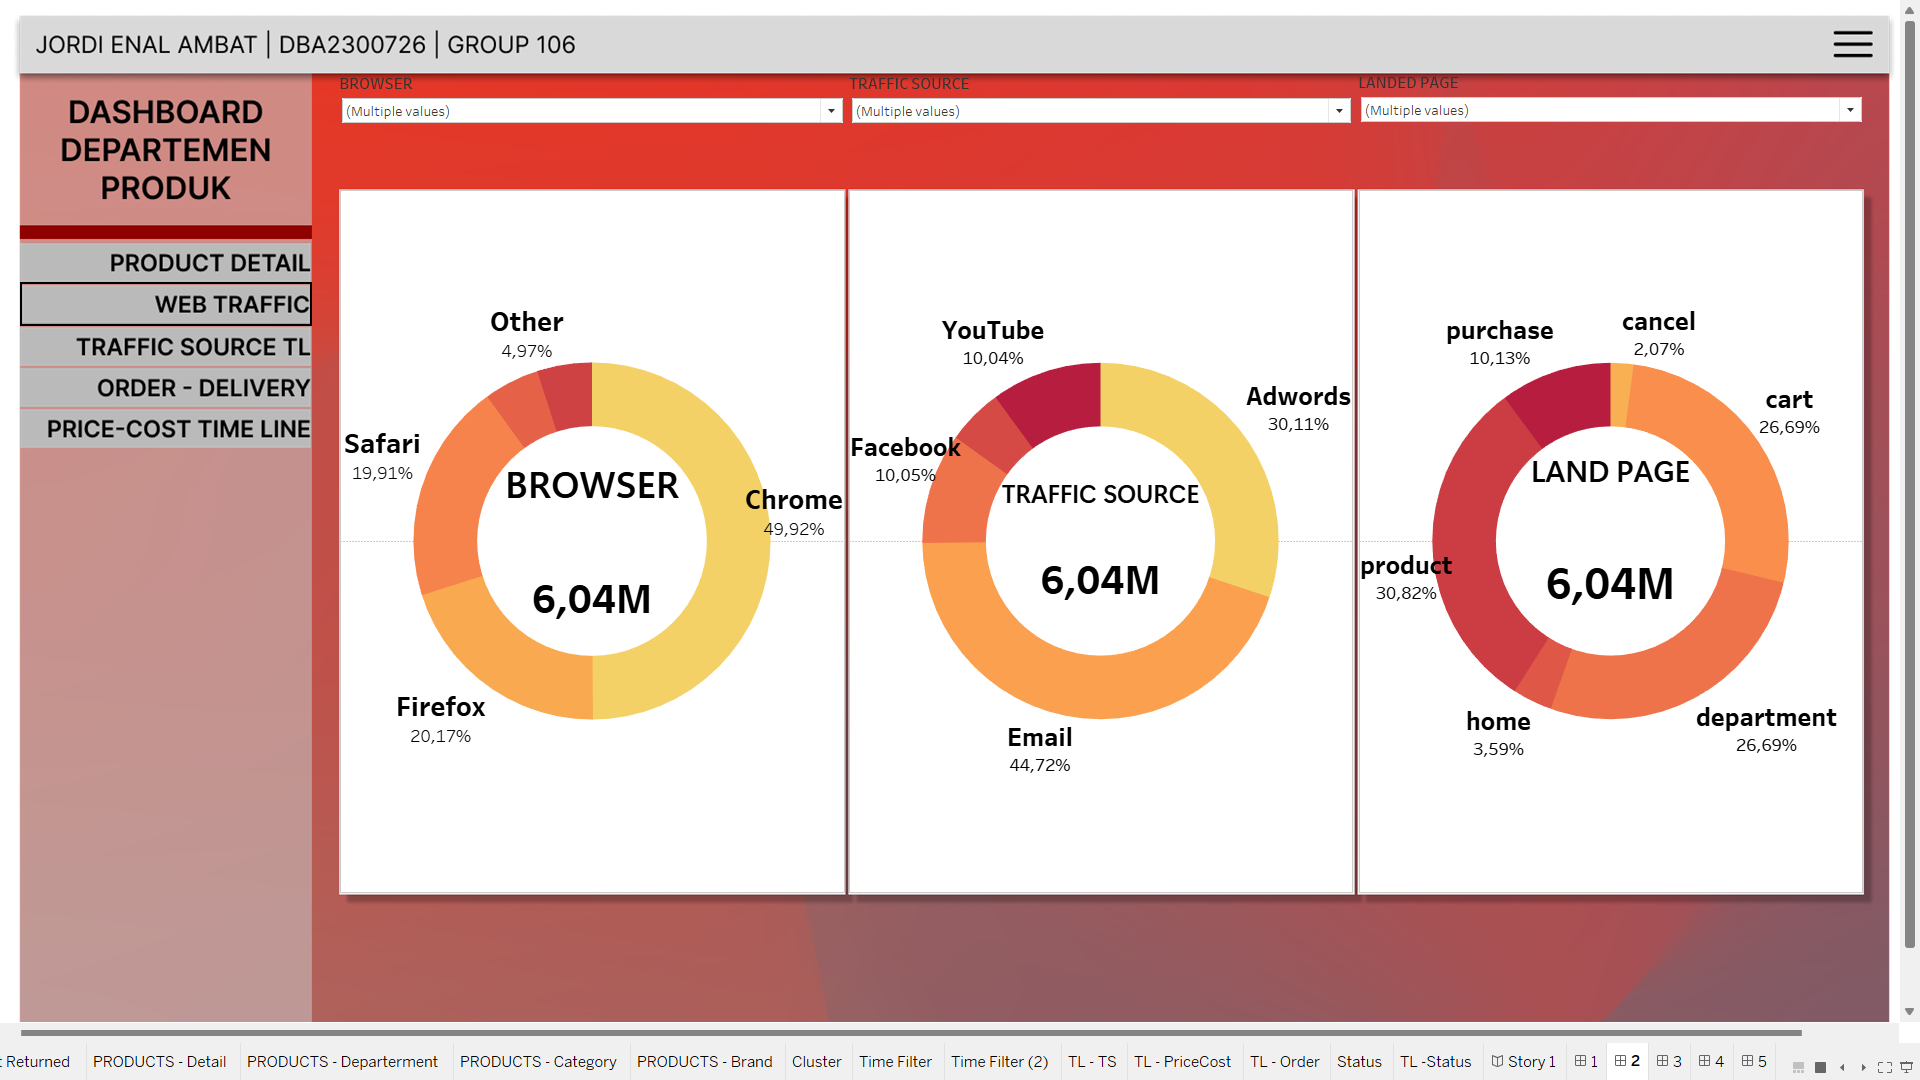 JORDI ENAL AMBAT | DBA2300726 | GROUP 106
DASHBOARD
DEPARTEMEN
PRODUK
PRODUCT DETAIL
WEB TRAFFIC
TRAFFIC SOURCE TL
ORDER - DELIVERY
PRICE-COST TIME LINE
BROWSER
(Multiple values)
TRAFFIC SOURCE
(Multiple values)
LANDED PAGE
(Multiple values)
Other
4,97%
Safari
19,91%
Chrome
49,92%
Firefox
20,17%
BROWSER
6,04M
YouTube
10,04%
Adwords
30,11%
Facebook
10,05%
Email
44,72%
TRAFFIC SOURCE
6,04M
purchase
10,13%
cancel
2,07%
cart
26,69%
product
30,82%
home
3,59%
department
26,69%
LAND PAGE
6,04M
Returned
PRODUCTS - Detail
PRODUCTS - Departerment
PRODUCTS - Category
PRODUCTS - Brand
Cluster
Time Filter
Time Filter (2)
TL - TS
TL - PriceCost
TL - Order
Status
TL -Status
Story 1
1
2
3
4
5